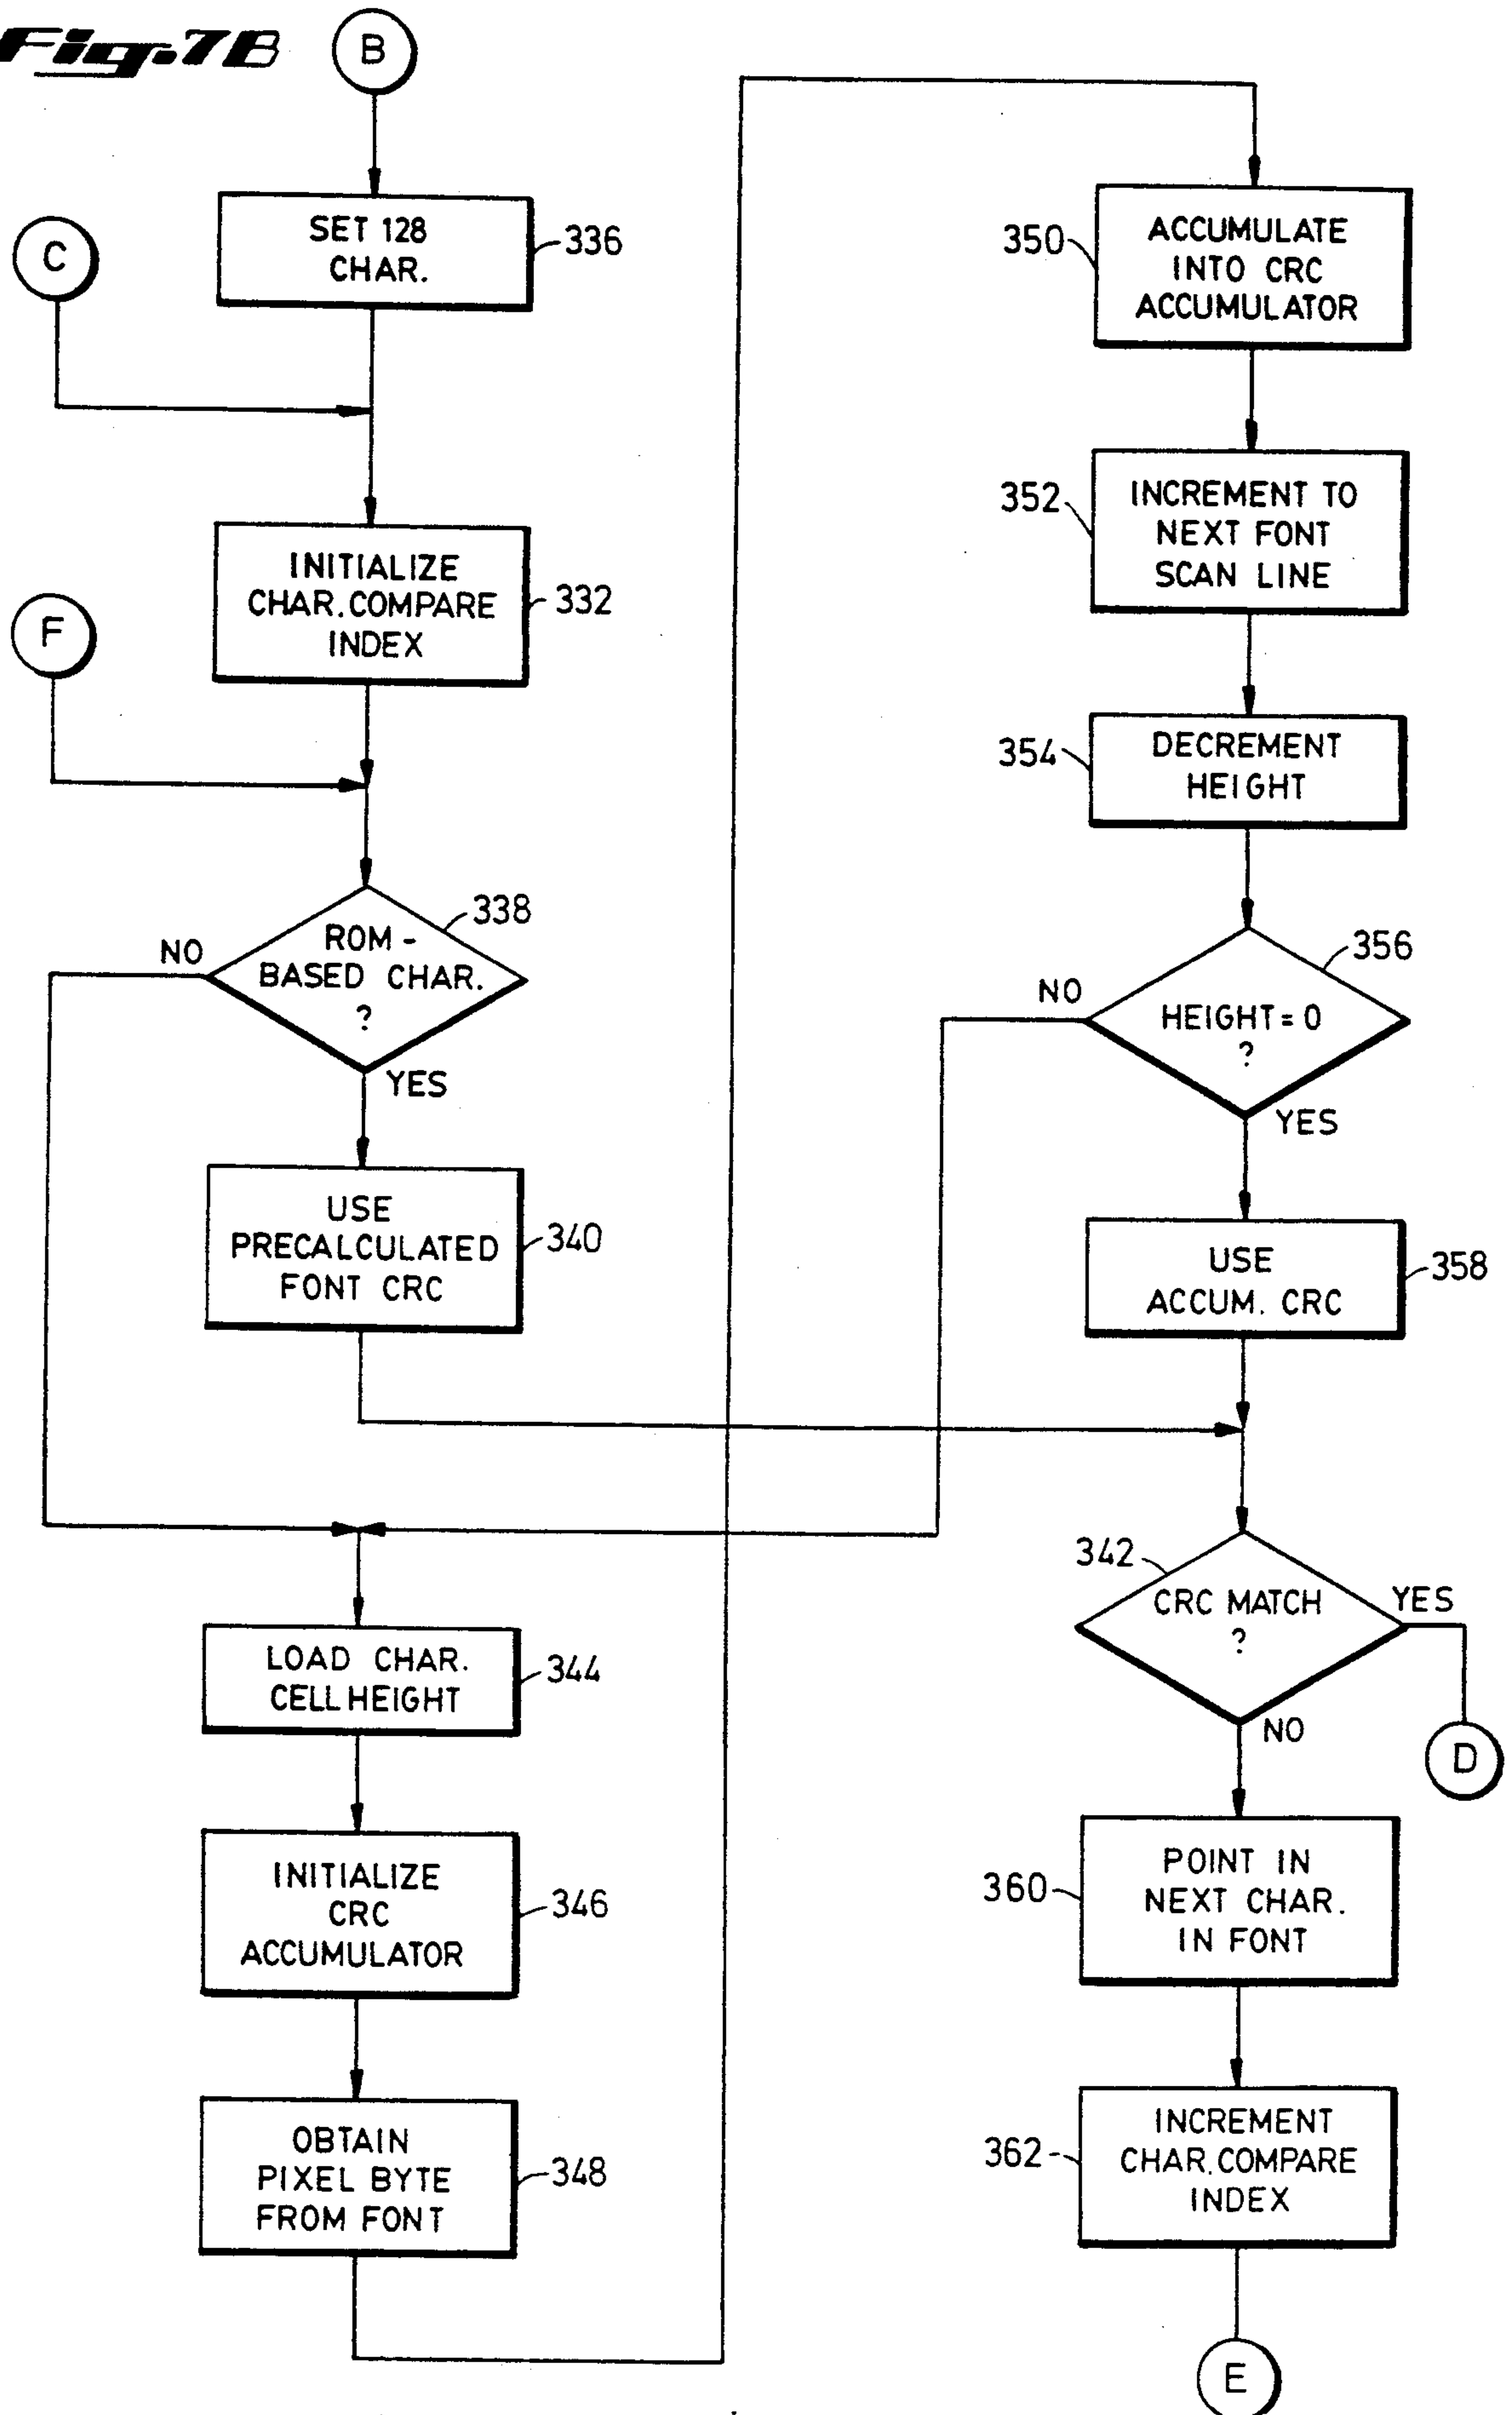 Fig. 7B
B
SET 128
CHAR.
336
C
INITIALIZE
CHAR. COMPARE
INDEX
332
F
338
ROM -
BASED CHAR.
?
NO
YES
USE
PRECALCULATED
FONT CRC
340
LOAD CHAR.
CELL HEIGHT
344
INITIALIZE
CRC
ACCUMULATOR
346
OBTAIN
PIXEL BYTE
FROM FONT
348
350
ACCUMULATE
INTO CRC
ACCUMULATOR
352
INCREMENT TO
NEXT FONT
SCAN LINE
354
DECREMENT
HEIGHT
356
NO
HEIGHT = 0
?
YES
USE
ACCUM. CRC
358
342
CRC MATCH
?
YES
NO
D
360
POINT IN
NEXT CHAR.
IN FONT
362
INCREMENT
CHAR. COMPARE
INDEX
E